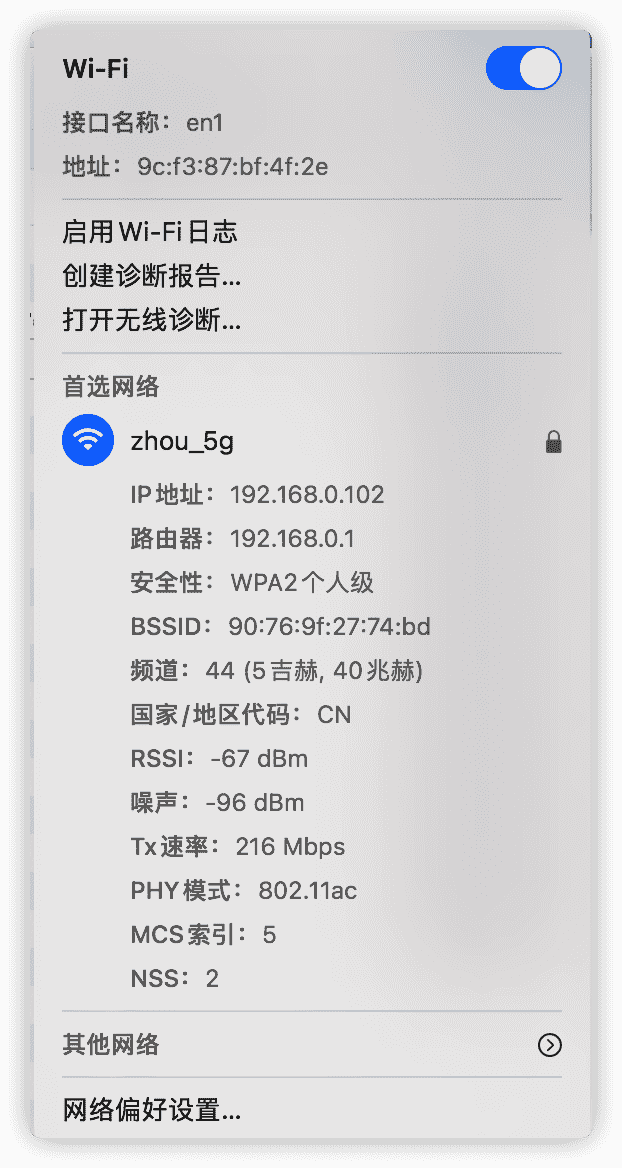 Wi-Fi
接口名称： en1
地址： 9c:f3:87:bf:4f:2e
启用Wi-Fi日志
创建诊断报告...
打开无线诊断...
首选网络
zhou_5g
IP地址： 192.168.0.102
路由器： 192.168.0.1
安全性： WPA2个人级
BSSID： 90:76:9f:27:74:bd
频道： 44 (5吉赫, 40兆赫)
国家/地区代码： CN
RSSI： -67 dBm
噪声： -96 dBm
Tx速率： 216 Mbps
PHY模式： 802.11ac
MCS索引： 5
NSS： 2
其他网络
网络偏好设置...